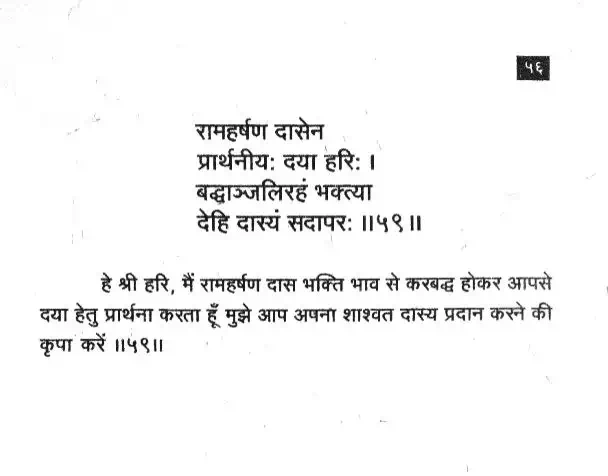 ५६
रामहर्षण दासेन
प्रार्थनीय: दया हरि: ।
बद्धाञ्जलिरहं भक्त्या
देहि दास्यं सदापर: ॥५९॥
हे श्री हरि, मैं रामहर्षण दास भक्ति भाव से करबद्ध होकर आपसे
दया हेतु प्रार्थना करता हूँ मुझे आप अपना शाश्वत दास्य प्रदान करने की
कृपा करें ॥५९॥